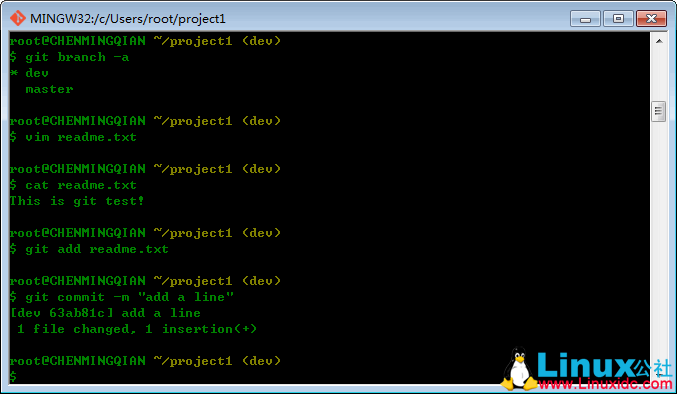 MINGW32:/c/Users/root/project1
root@CHENMINGQIAN ~/project1 (dev)
$ git branch -a
* dev
  master
root@CHENMINGQIAN ~/project1 (dev)
$ vim readme.txt
root@CHENMINGQIAN ~/project1 (dev)
$ cat readme.txt
This is git test!
root@CHENMINGQIAN ~/project1 (dev)
$ git add readme.txt
root@CHENMINGQIAN ~/project1 (dev)
$ git commit -m "add a line"
[dev 63ab81c] add a line
 1 file changed, 1 insertion(+)
root@CHENMINGQIAN ~/project1 (dev)
$
Linux公社
www.Linuxidc.com